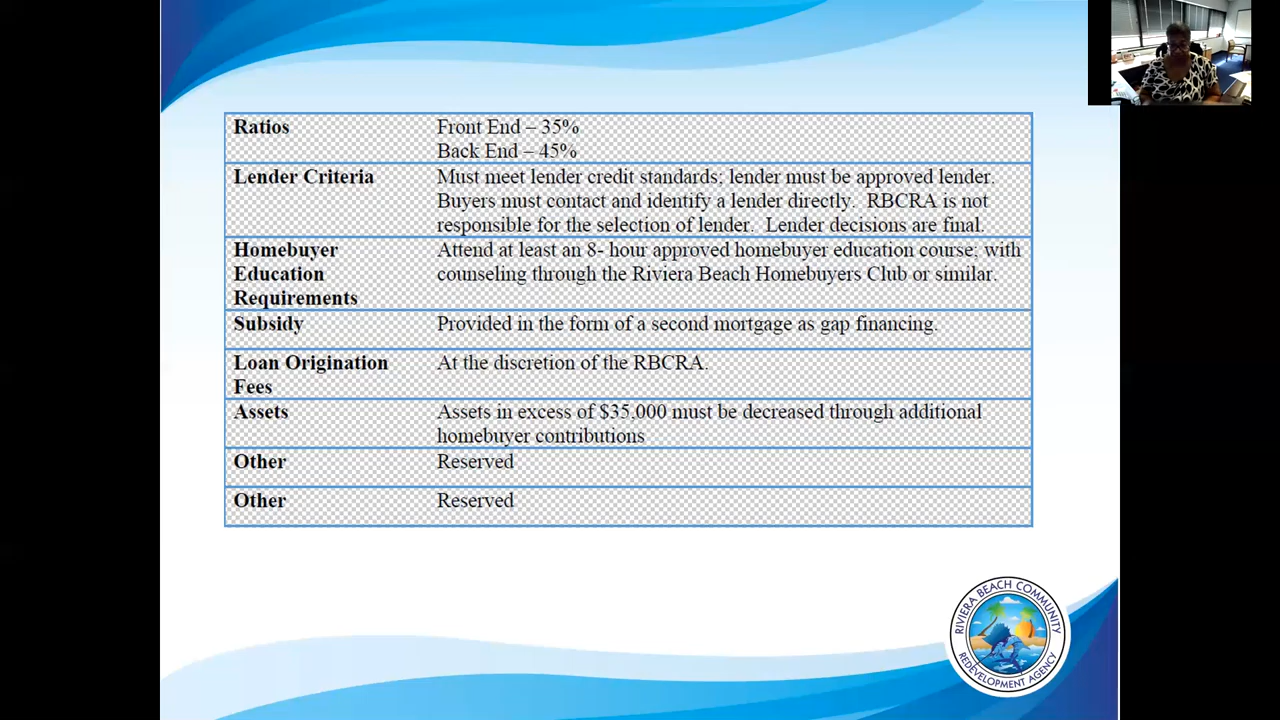 Ratios
Front End – 35%
Back End – 45%
Lender Criteria
Must meet lender credit standards; lender must be approved lender.
Buyers must contact and identify a lender directly.  RBCRA is not
responsible for the selection of lender.  Lender decisions are final.
Homebuyer
Education
Requirements
Attend at least an 8- hour approved homebuyer education course; with
counseling through the Riviera Beach Homebuyers Club or similar.
Subsidy
Provided in the form of a second mortgage as gap financing.
Loan Origination
Fees
At the discretion of the RBCRA.
Assets
Assets in excess of $35,000 must be decreased through additional
homebuyer contributions
Other
Reserved
Other
Reserved
RIVIERA BEACH COMMUNITY
REDEVELOPMENT AGENCY